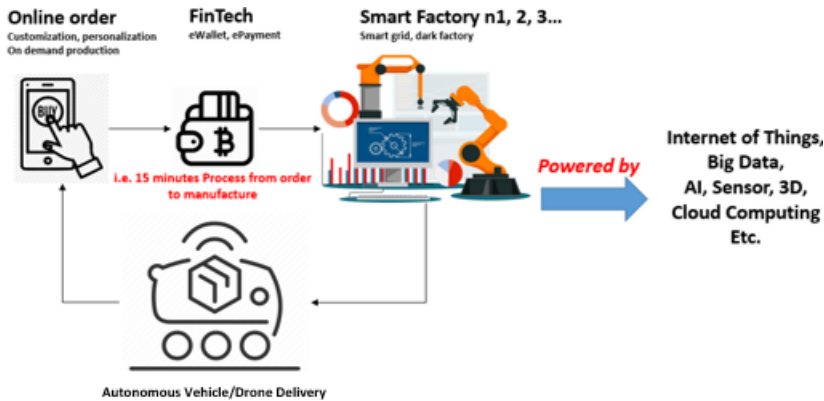 Online order
Customization, personalization
On demand production
FinTech
eWallet, ePayment
Smart Factory n1, 2, 3...
Smart grid, dark factory
BUY
i.e. 15 minutes Process from order
to manufacture
Powered by
Internet of Things,
Big Data,
AI, Sensor, 3D,
Cloud Computing
Etc.
Autonomous Vehicle/Drone Delivery